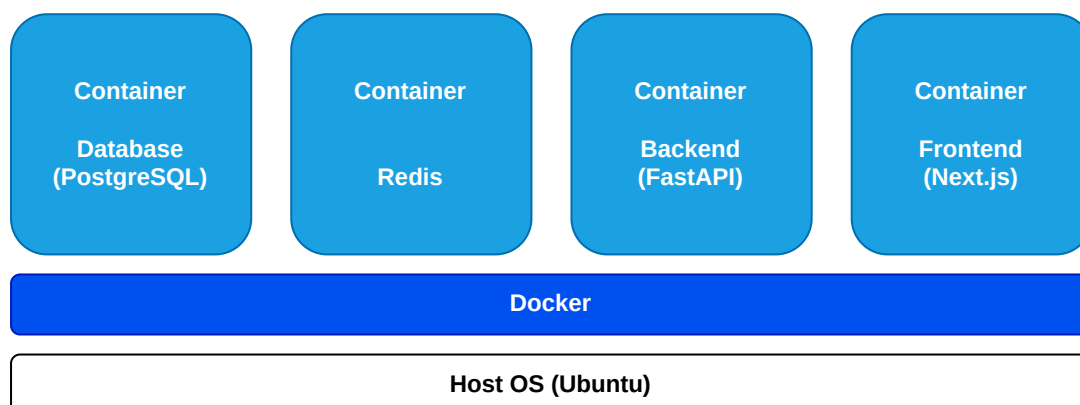 Container
Database
(PostgreSQL)
Container
Redis
Container
Backend
(FastAPI)
Container
Frontend
(Next.js)
Docker
Host OS (Ubuntu)